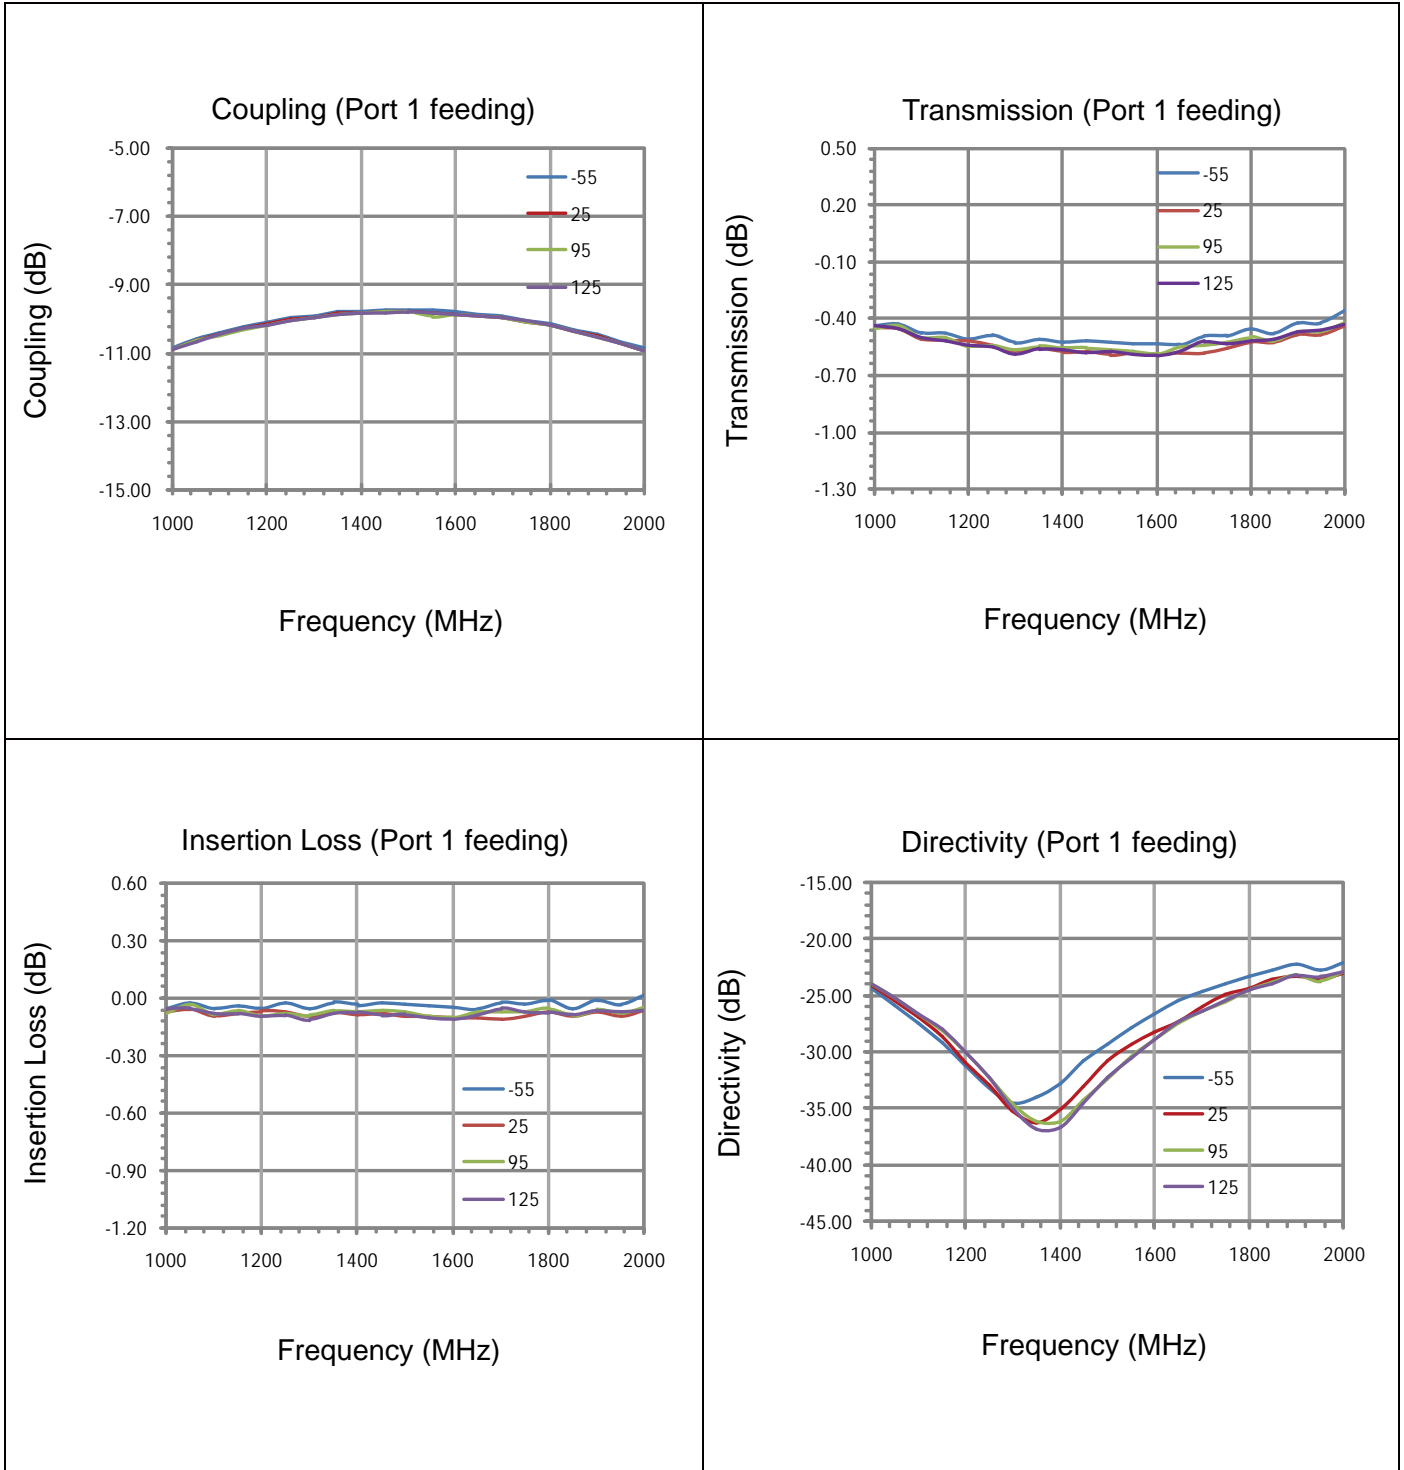 Coupling (Port 1 feeding)
-5.00
-7.00
-9.00
-11.00
-13.00
-15.00
Coupling (dB)
-55
25
95
125
1000 1200 1400 1600 1800 2000
Frequency (MHz)
Transmission (Port 1 feeding)
0.50
0.20
-0.10
-0.40
-0.70
-1.00
-1.30
Transmission (dB)
-55
25
95
125
1000 1200 1400 1600 1800 2000
Frequency (MHz)
Insertion Loss (Port 1 feeding)
0.60
0.30
0.00
-0.30
-0.60
-0.90
-1.20
Insertion Loss (dB)
-55
25
95
125
1000 1200 1400 1600 1800 2000
Frequency (MHz)
Directivity (Port 1 feeding)
-15.00
-20.00
-25.00
-30.00
-35.00
-40.00
-45.00
Directivity (dB)
-55
25
95
125
1000 1200 1400 1600 1800 2000
Frequency (MHz)